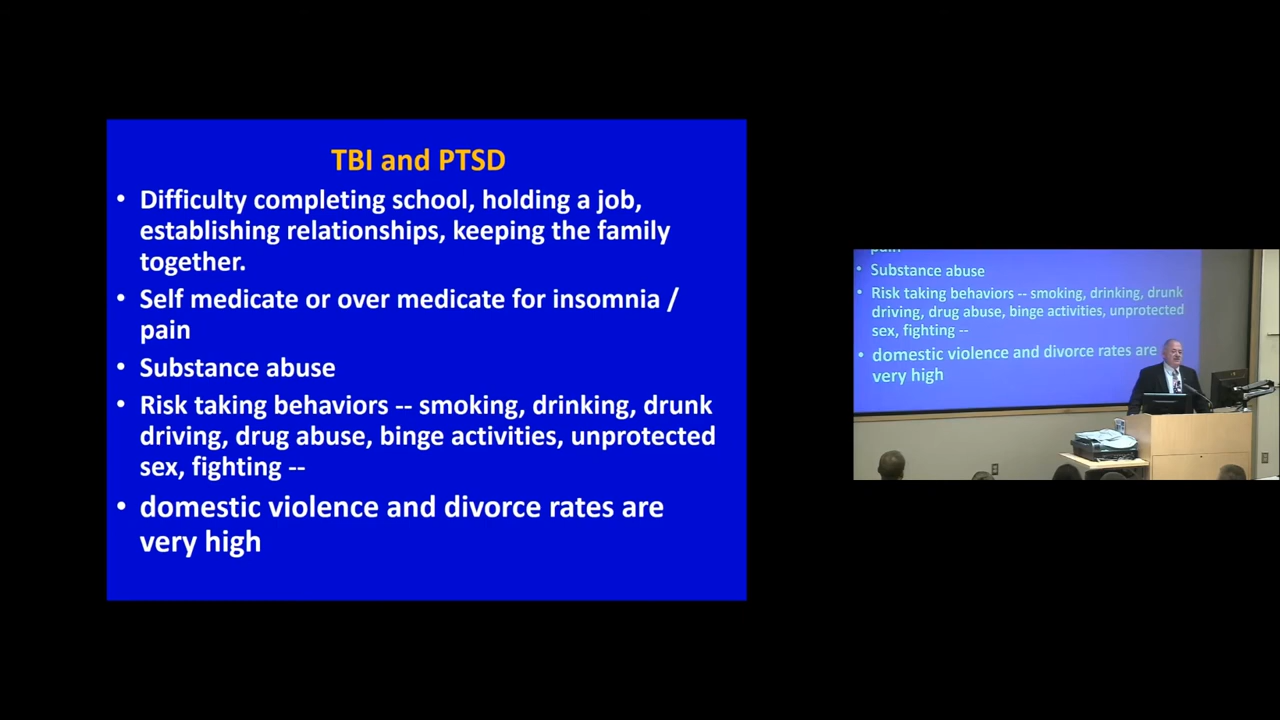 TBI and PTSD
• Difficulty completing school, holding a job,
establishing relationships, keeping the family
together.
• Self medicate or over medicate for insomnia /
pain
• Substance abuse
• Risk taking behaviors -- smoking, drinking, drunk
driving, drug abuse, binge activities, unprotected
sex, fighting --
• domestic violence and divorce rates are
very high
pain
• Substance abuse
• Risk taking behaviors -- smoking, drinking, drunk
driving, drug abuse, binge activities, unprotected
sex, fighting --
• domestic violence and divorce rates are
very high